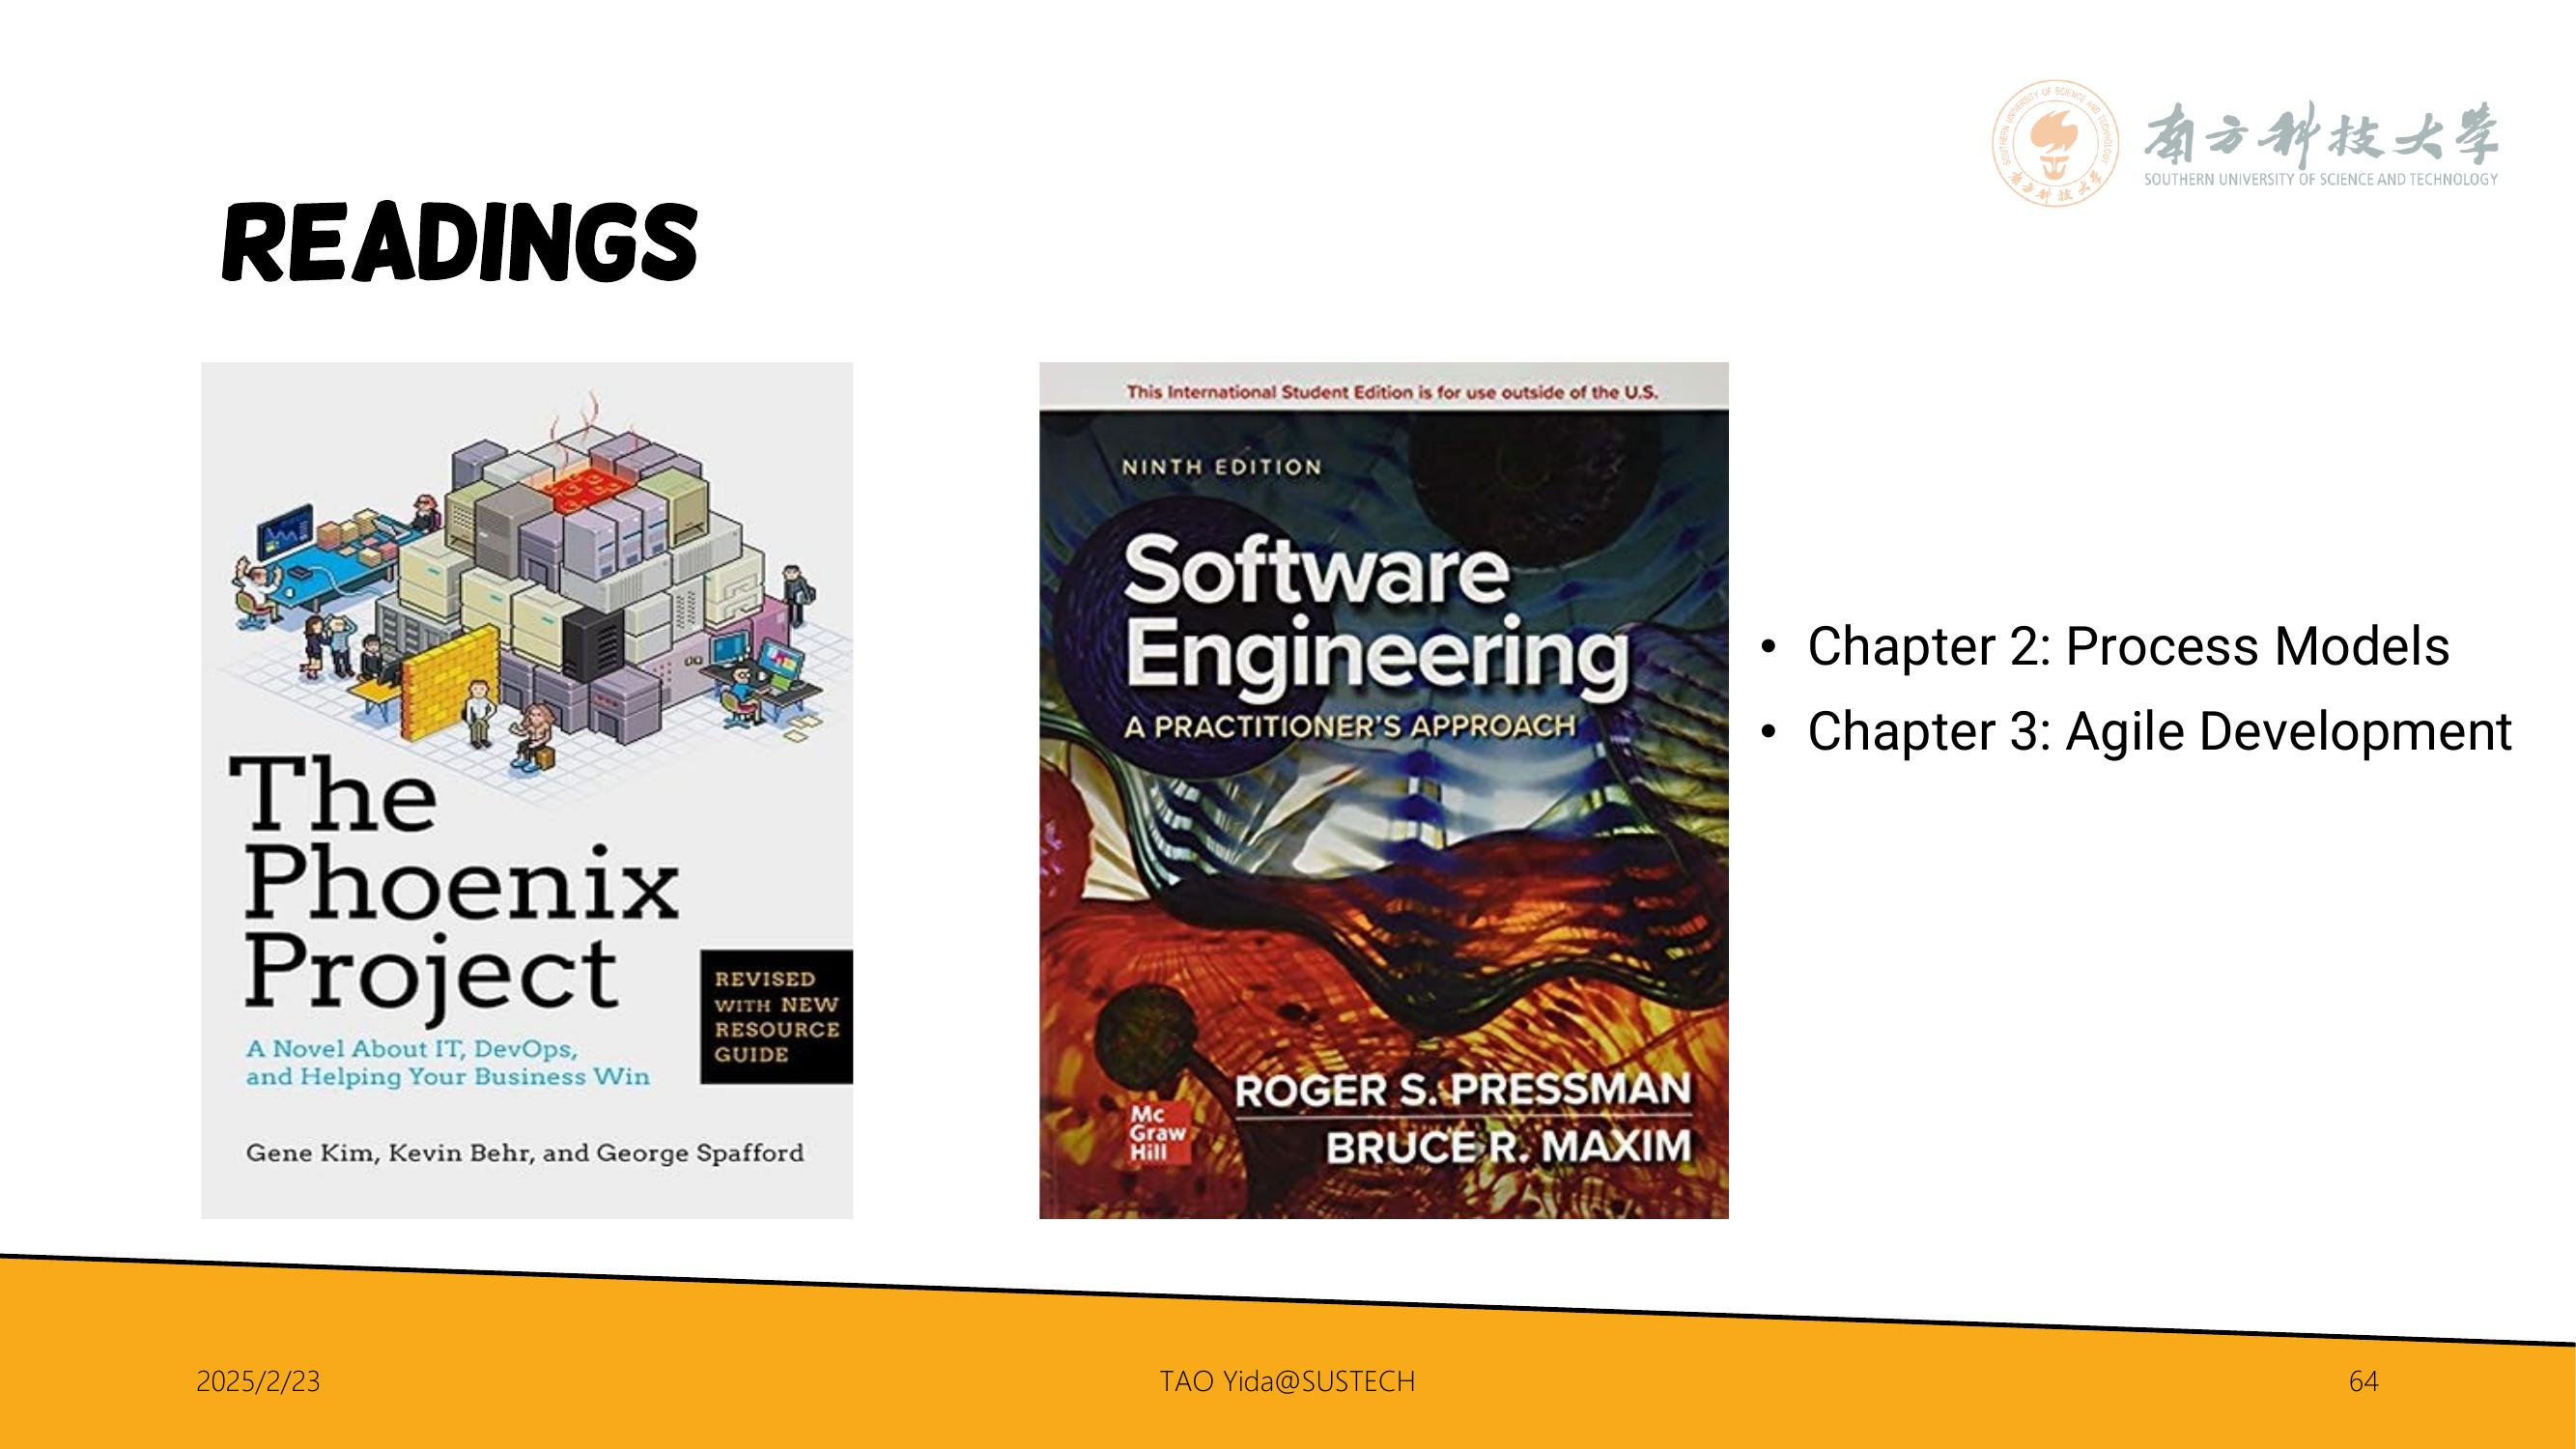 南方科技大学
SOUTHERN UNIVERSITY OF SCIENCE AND TECHNOLOGY
READINGS
The
Phoenix
Project
A Novel About IT, DevOps,
and Helping Your Business Win
REVISED
WITH NEW
RESOURCE
GUIDE
Gene Kim, Kevin Behr, and George Spafford
This International Student Edition is for use outside of the U.S.
NINTH EDITION
Software
Engineering
A PRACTITIONER'S APPROACH
ROGER S. PRESSMAN
BRUCE R. MAXIM
Mc
Graw
Hill
• Chapter 2: Process Models
• Chapter 3: Agile Development
2025/2/23
TAO Yida@SUSTECH
64